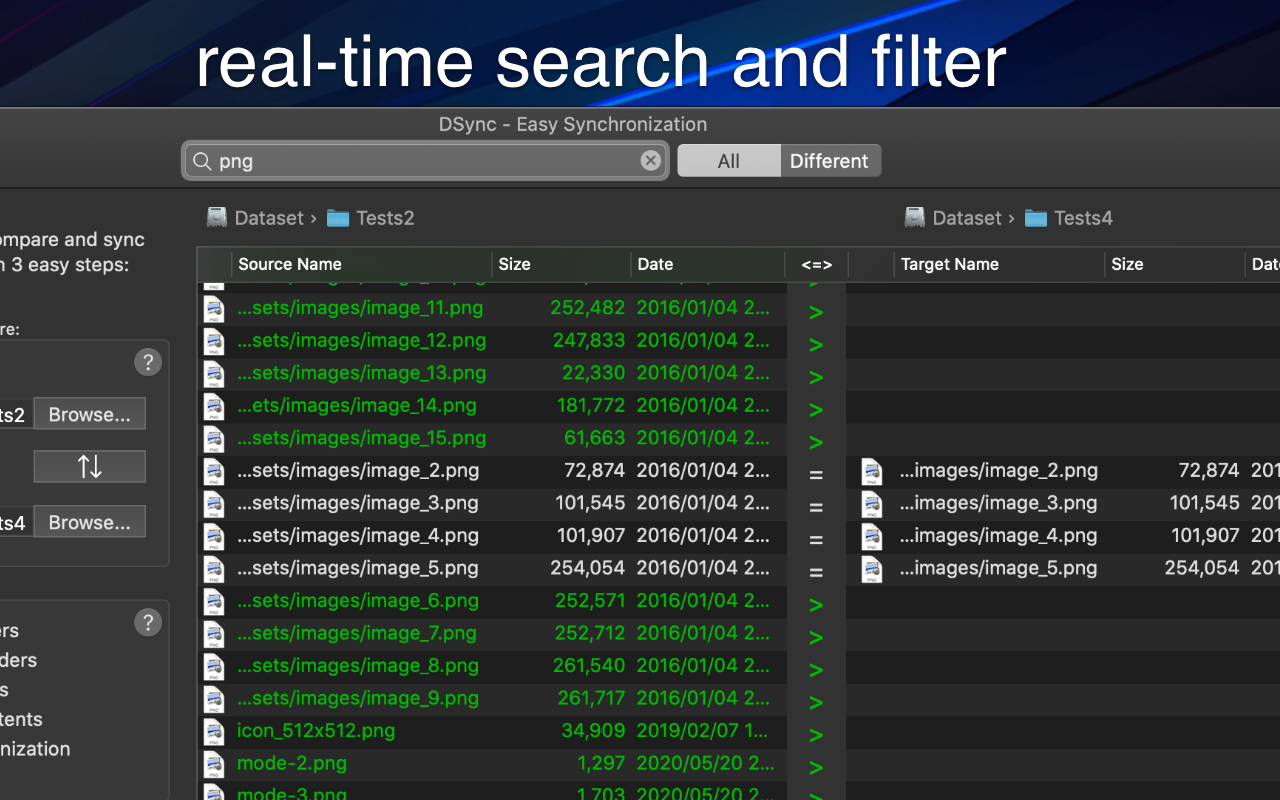 real-time search and filter
DSync - Easy Synchronization
png
All Different
Dataset › Tests2 Dataset › Tests4
compare and sync
in 3 easy steps:
Source Name Size Date <=> Target Name Size Date
...sets/images/image_11.png 252,482 2016/01/04 2... >
...sets/images/image_12.png 247,833 2016/01/04 2... >
...sets/images/image_13.png 22,330 2016/01/04 2... >
...ets/images/image_14.png 181,772 2016/01/04 2... >
...sets/images/image_15.png 61,663 2016/01/04 2... >
...sets/images/image_2.png 72,874 2016/01/04 2... = ...images/image_2.png 72,874 201
...sets/images/image_3.png 101,545 2016/01/04 2... = ...images/image_3.png 101,545 201
...sets/images/image_4.png 101,907 2016/01/04 2... = ...images/image_4.png 101,907 201
...sets/images/image_5.png 254,054 2016/01/04 2... = ...images/image_5.png 254,054 201
...sets/images/image_6.png 252,571 2016/01/04 2... >
...sets/images/image_7.png 252,712 2016/01/04 2... >
...sets/images/image_8.png 261,540 2016/01/04 2... >
...sets/images/image_9.png 261,717 2016/01/04 2... >
icon_512x512.png 34,909 2019/02/07 1... >
mode-2.png 1,297 2020/05/20 2... >
mode-3.png 1,703 2020/05/20 2... >
re:
?
ts2 Browse...
↑↓
ts4 Browse...
?
ers
ders
s
tents
nization